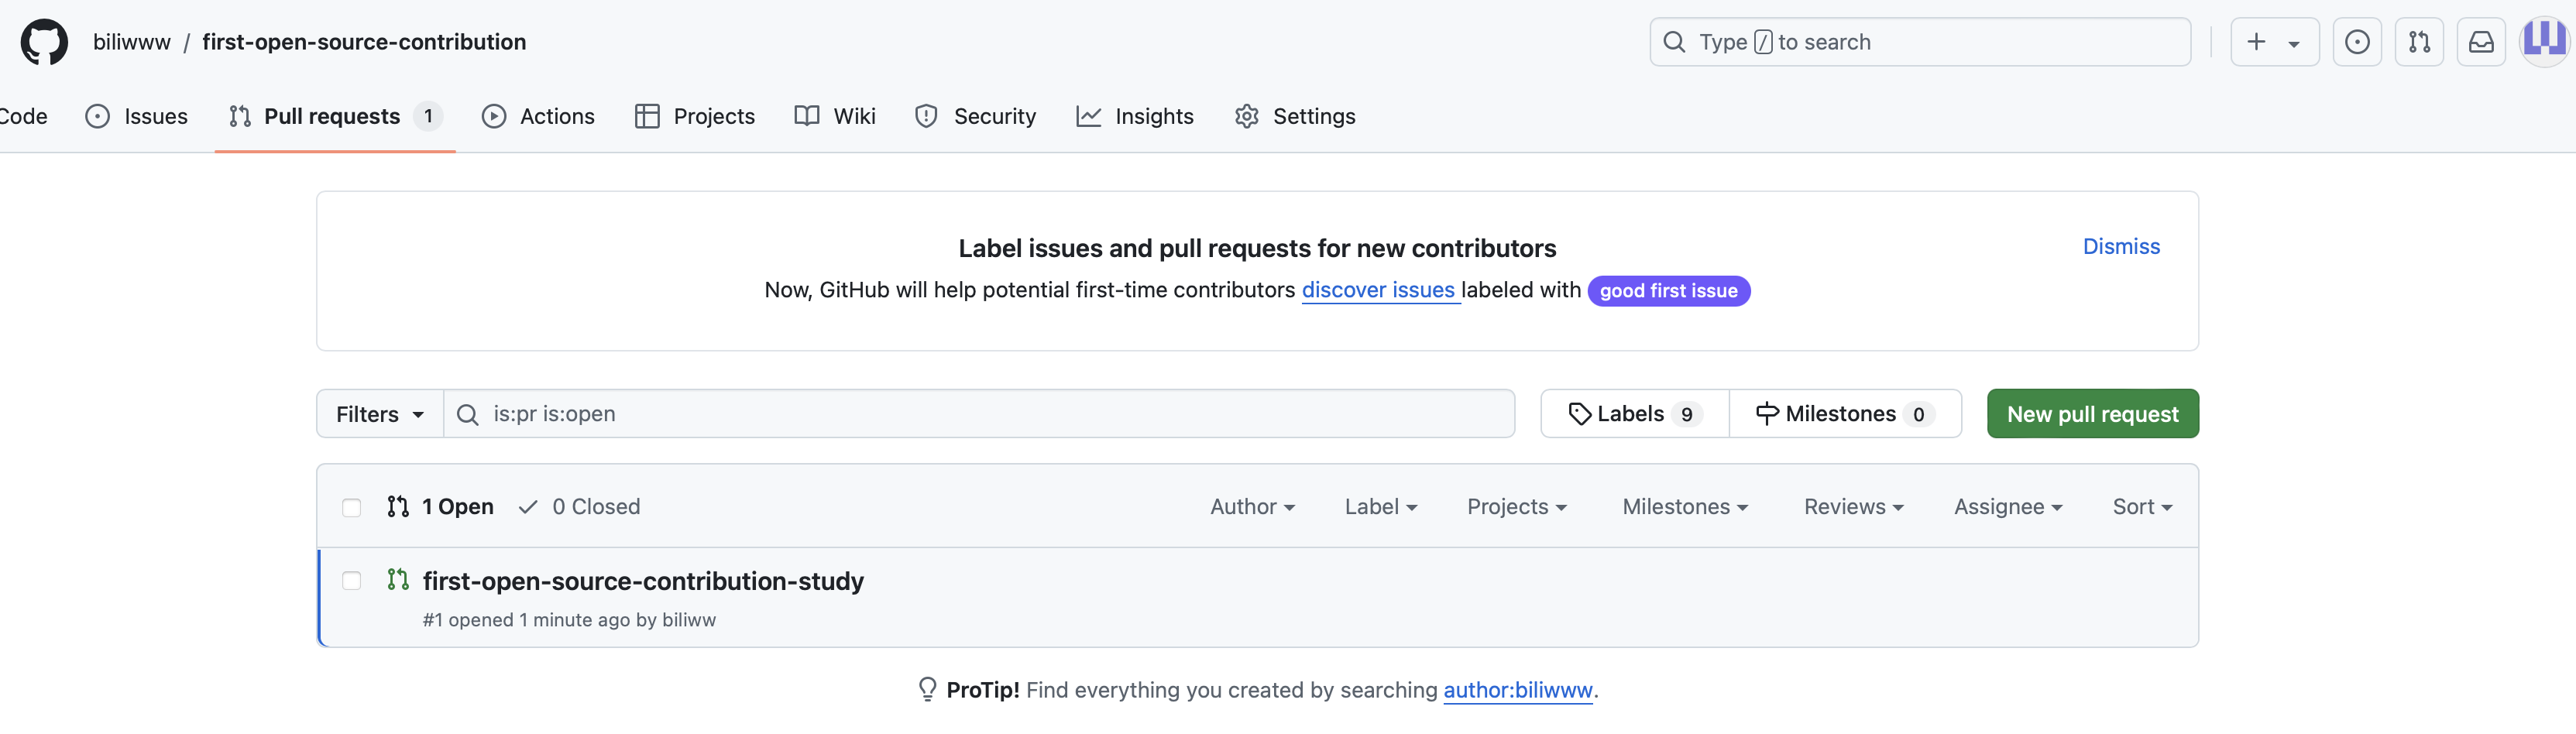 biliwww / first-open-source-contribution
Type / to search
Code Issues Pull requests 1 Actions Projects Wiki Security Insights Settings
Label issues and pull requests for new contributors
Dismiss
Now, GitHub will help potential first-time contributors discover issues labeled with good first issue
Filters is:pr is:open Labels 9 Milestones 0 New pull request
1 Open 0 Closed Author Label Projects Milestones Reviews Assignee Sort
first-open-source-contribution-study
#1 opened 1 minute ago by biliww
ProTip! Find everything you created by searching author:biliwww.